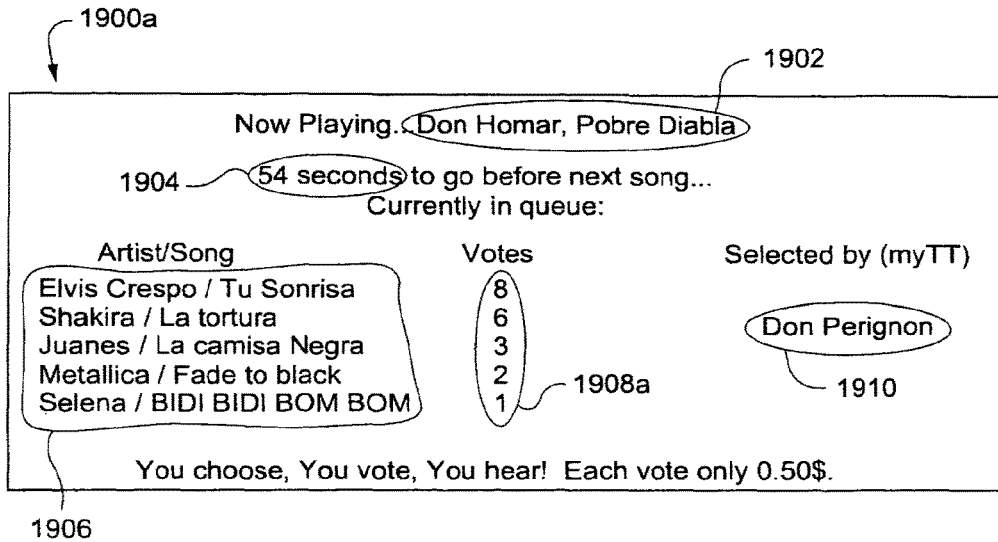 1900a
1902
Now Playing...Don Homar, Pobre Diabla
1904
54 seconds to go before next song...
Currently in queue:
Artist/Song Votes Selected by (myTT)
Elvis Crespo / Tu Sonrisa 8
Shakira / La tortura 6 Don Perignon
Juanes / La camisa Negra 3
Metallica / Fade to black 2 1908a 1910
Selena / BIDI BIDI BOM BOM 1
You choose, You vote, You hear! Each vote only 0.50$.
1906